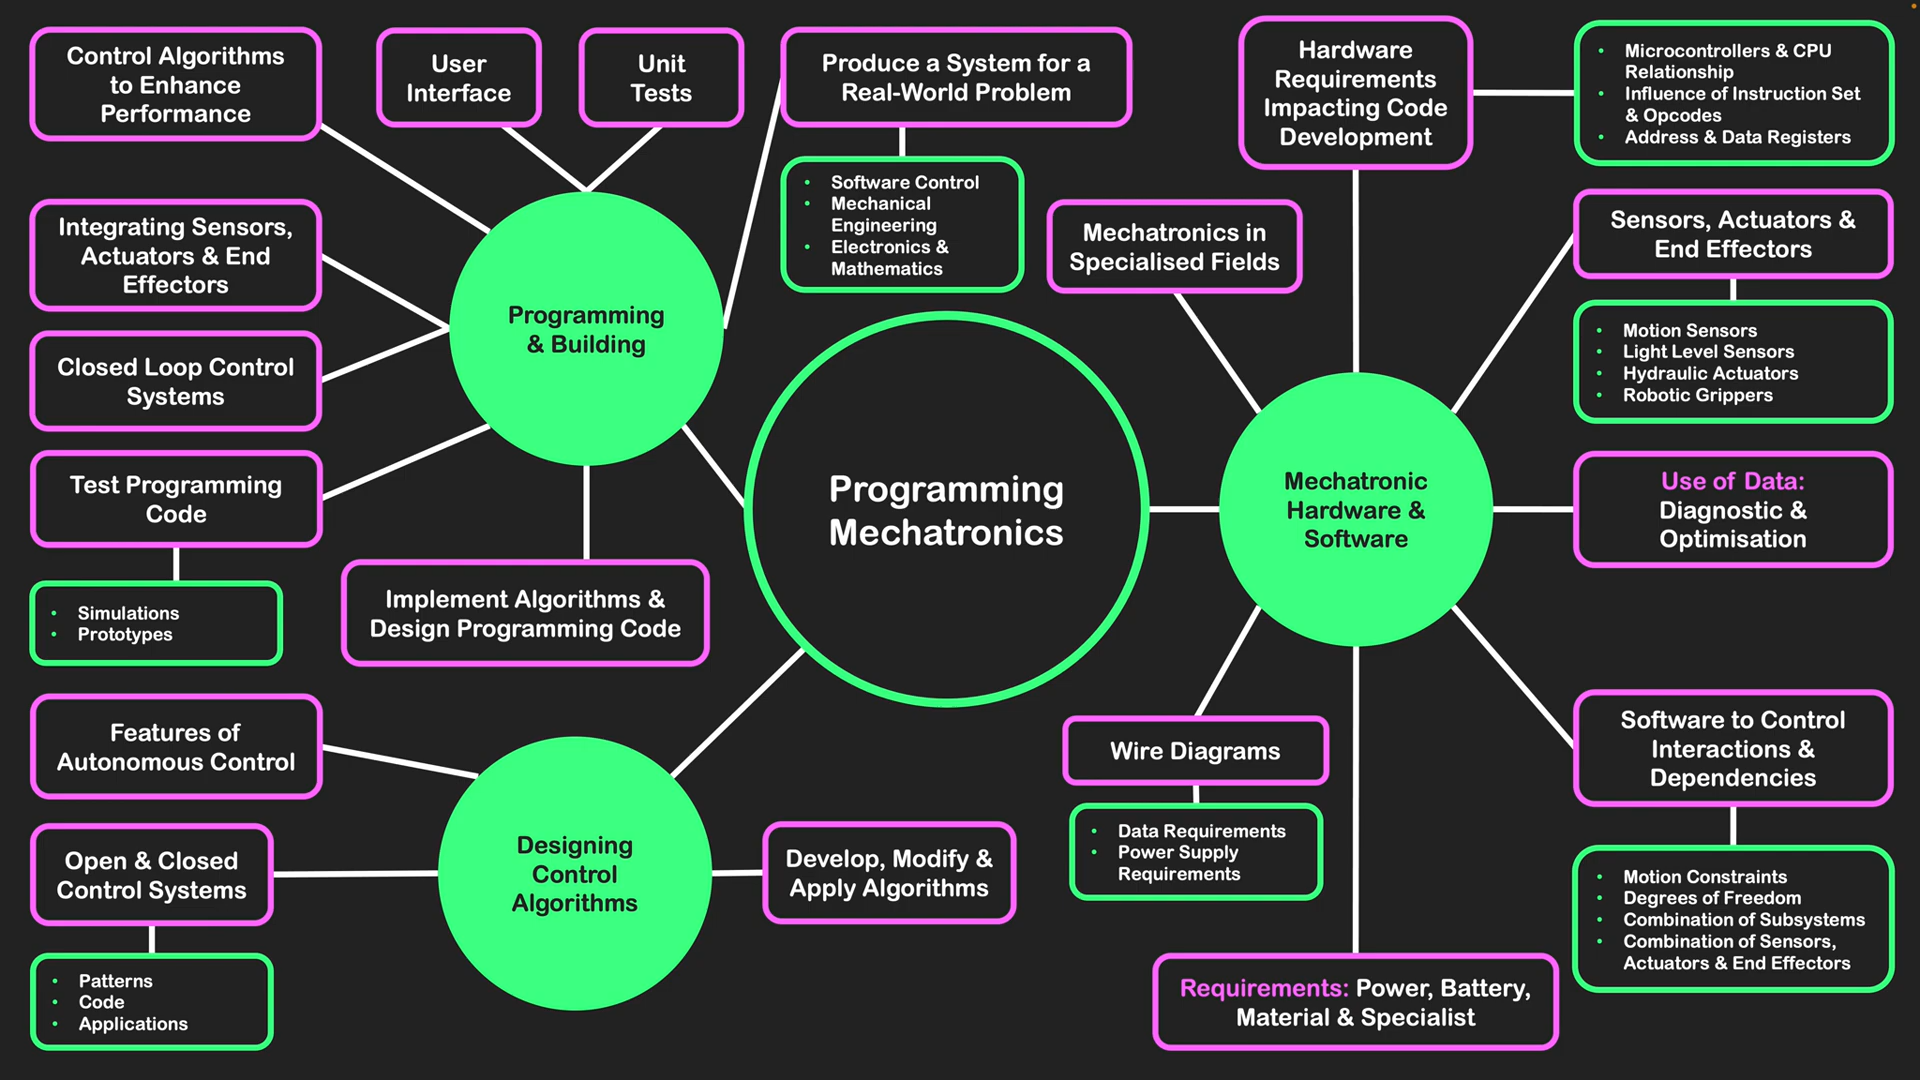 Control Algorithms
to Enhance
Performance
User
Interface
Unit
Tests
Produce a System for a
Real-World Problem
• Software Control
• Mechanical
Engineering
• Electronics &
Mathematics
Hardware
Requirements
Impacting Code
Development
• Microcontrollers & CPU
Relationship
• Influence of Instruction Set
& Opcodes
• Address & Data Registers
Integrating Sensors,
Actuators & End
Effectors
Programming
& Building
Mechatronics in
Specialised Fields
Sensors, Actuators &
End Effectors
• Motion Sensors
• Light Level Sensors
• Hydraulic Actuators
• Robotic Grippers
Closed Loop Control
Systems
Test Programming
Code
• Simulations
• Prototypes
Implement Algorithms &
Design Programming Code
Programming
Mechatronics
Mechatronic
Hardware &
Software
Use of Data:
Diagnostic &
Optimisation
Features of
Autonomous Control
Open & Closed
Control Systems
• Patterns
• Code
• Applications
Designing
Control
Algorithms
Develop, Modify &
Apply Algorithms
Wire Diagrams
• Data Requirements
• Power Supply
Requirements
Requirements: Power, Battery,
Material & Specialist
Software to Control
Interactions &
Dependencies
• Motion Constraints
• Degrees of Freedom
• Combination of Subsystems
• Combination of Sensors,
Actuators & End Effectors